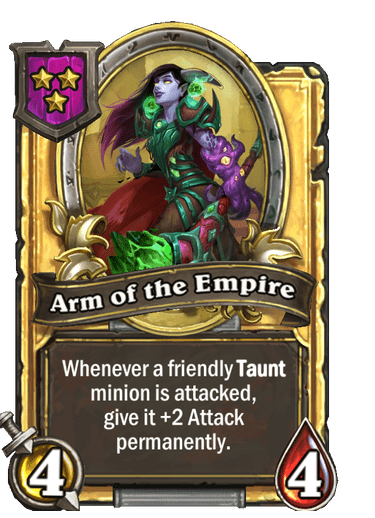 Arm of the Empire
Whenever a friendly Taunt
minion is attacked,
give it +2 Attack
permanently.
4
4